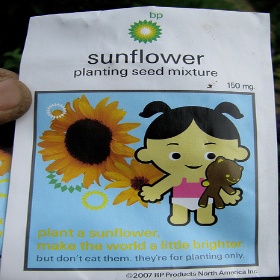 bp
sunflower
planting seed mixture
150 mg.
plant a sunflower.
make the world a little brighter.
but don't eat them. they're for planting only.
©2007 BP Products North America Inc.